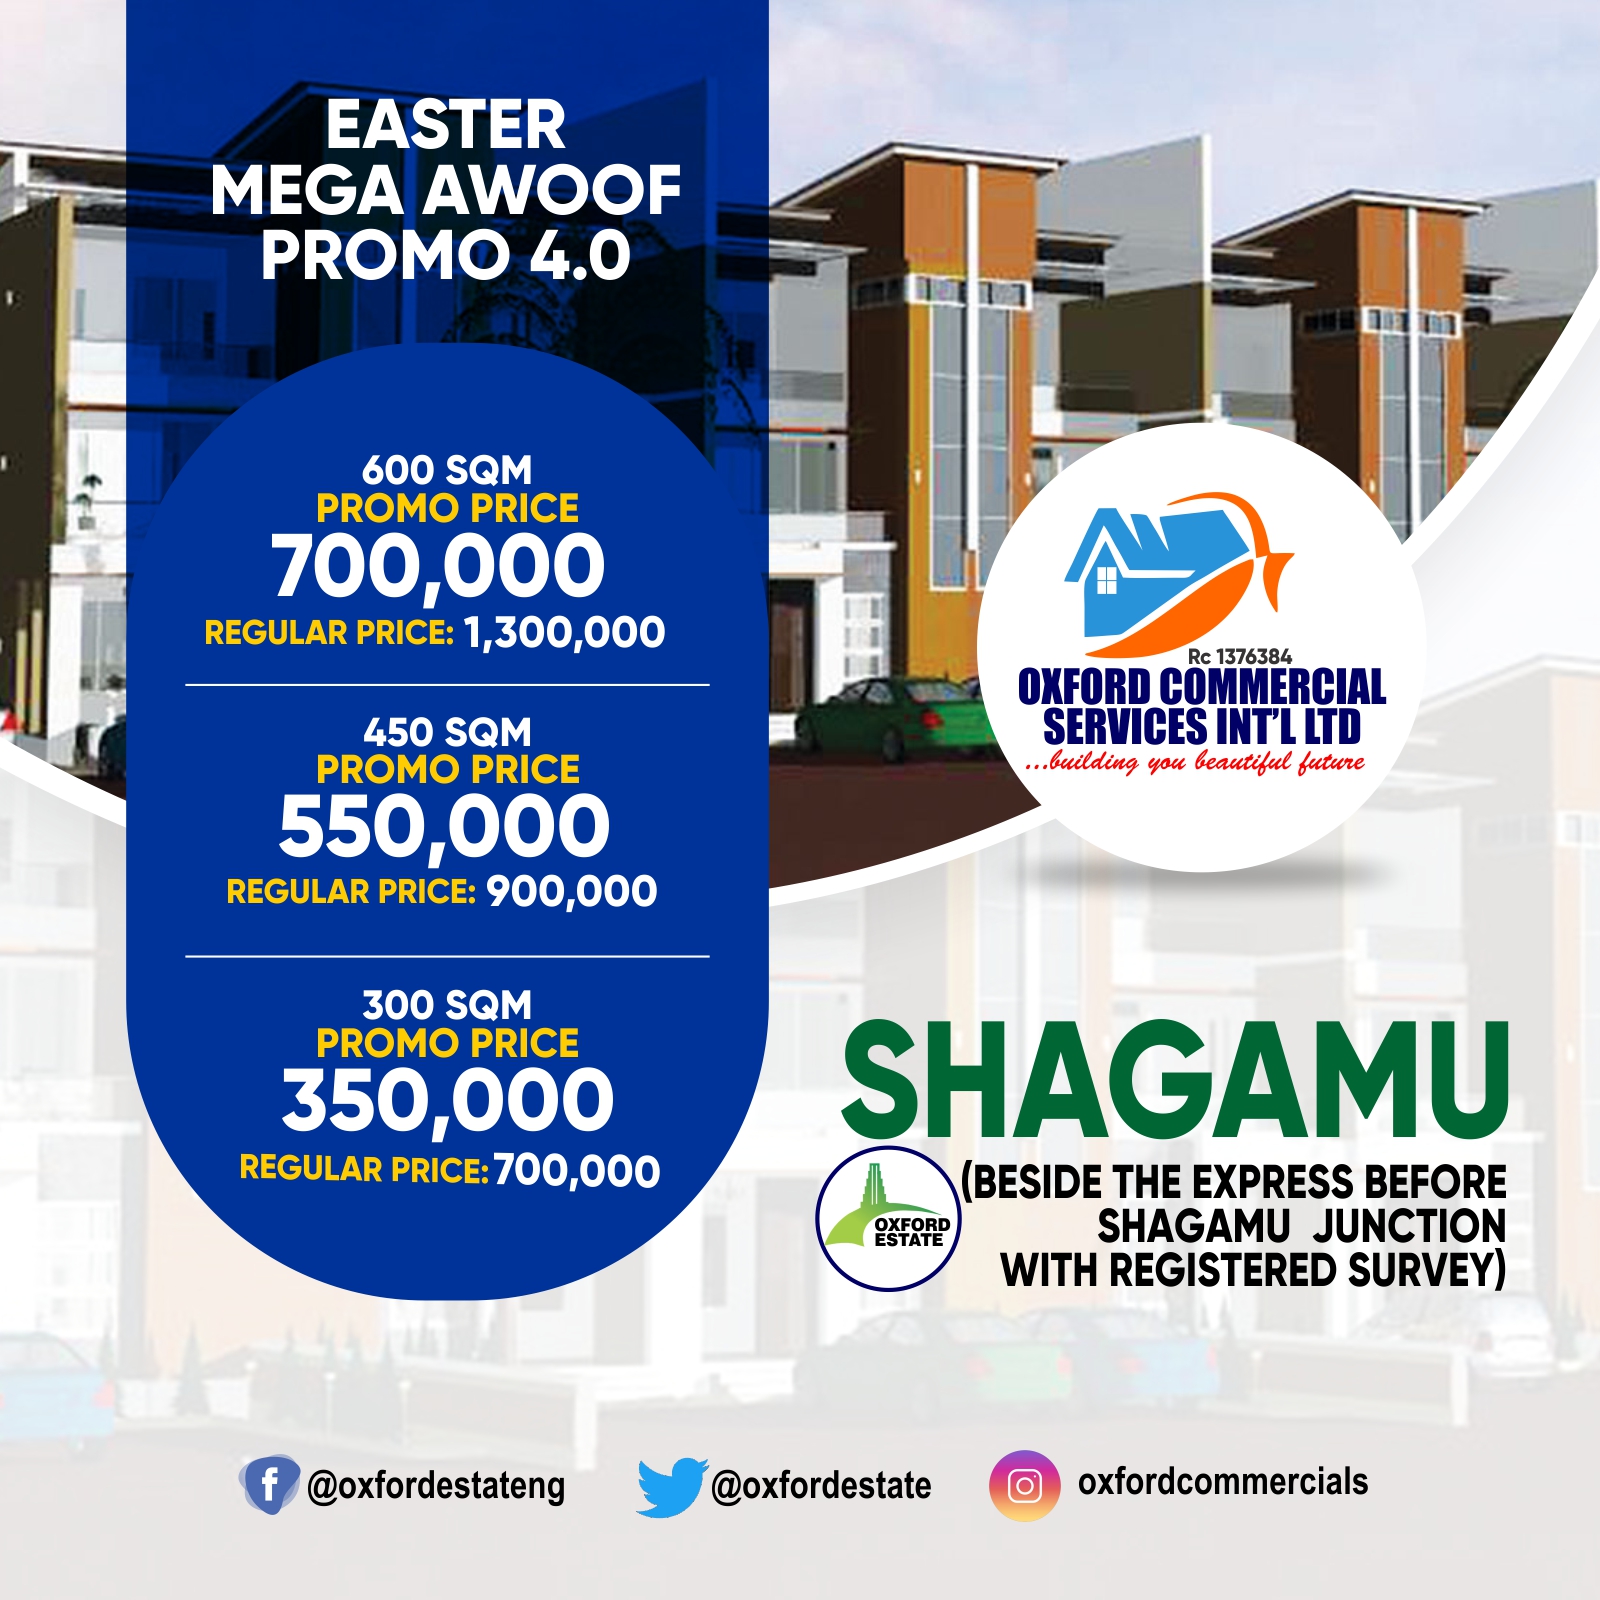 EASTER
MEGA AWOOF
PROMO 4.0
600 SQM
PROMO PRICE
700,000
REGULAR PRICE: 1,300,000
450 SQM
PROMO PRICE
550,000
REGULAR PRICE: 900,000
300 SQM
PROMO PRICE
350,000
REGULAR PRICE: 700,000
Rc 1376384
OXFORD COMMERCIAL
SERVICES INT'L LTD
...building you beautiful future
SHAGAMU
OXFORD
ESTATE
(BESIDE THE EXPRESS BEFORE
SHAGAMU JUNCTION
WITH REGISTERED SURVEY)
@oxfordestateng
@oxfordestate
oxfordcommercials